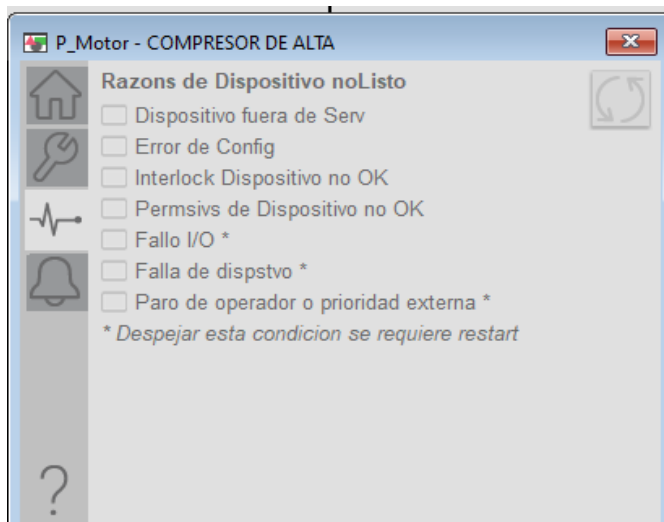 P_Motor - COMPRESOR DE ALTA
Razons de Dispositivo noListo
Dispositivo fuera de Serv
Error de Config
Interlock Dispositivo no OK
Permsivs de Dispositivo no OK
Fallo I/O *
Falla de dispstvo *
Paro de operador o prioridad externa *
* Despejar esta condicion se requiere restart
?